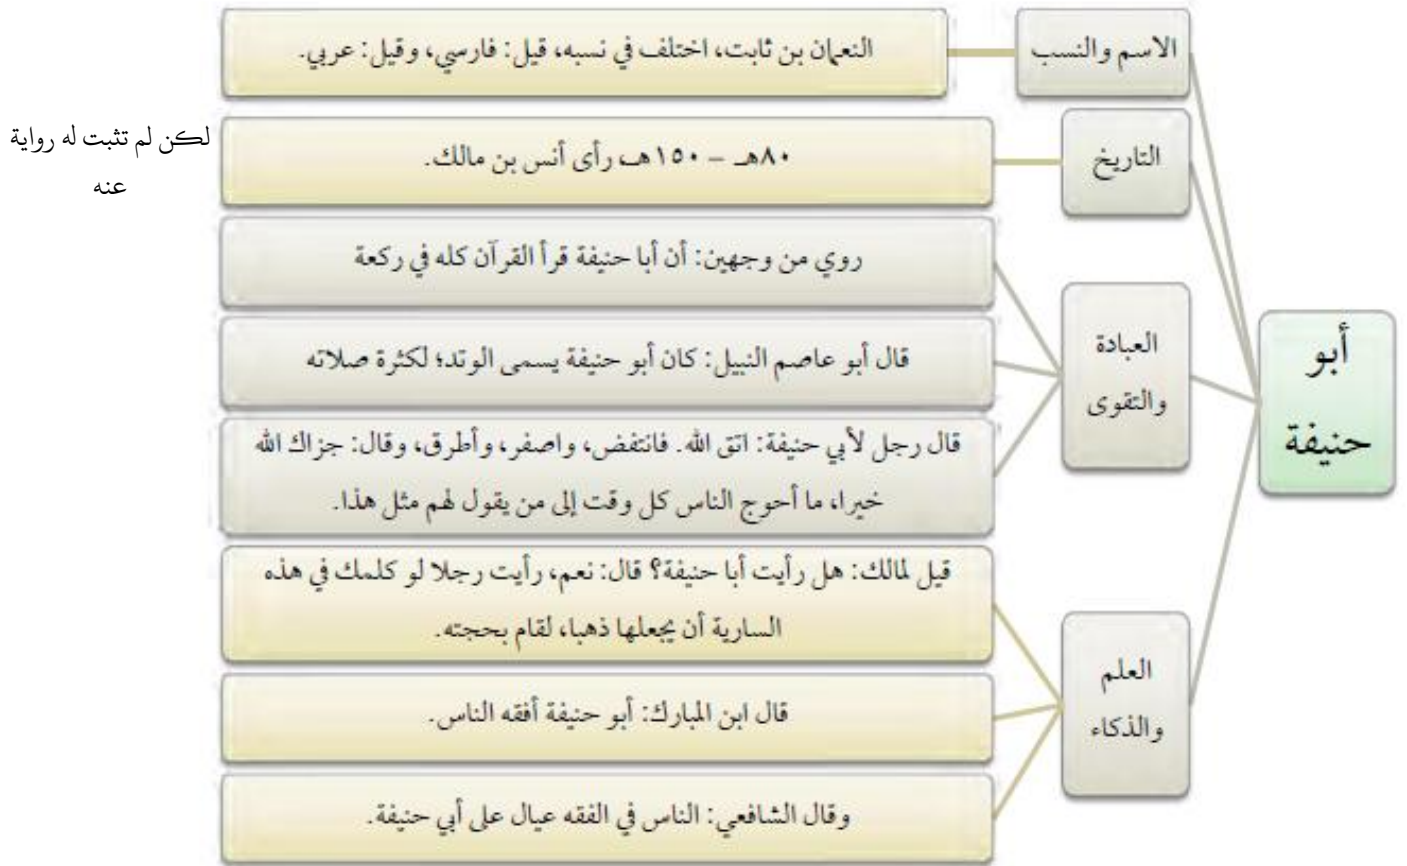 أبو
حنيفة
الاسم والنسب
النعمان بن ثابت، اختلف في نسبه، قيل: فارسي، وقيل: عربي.
التاريخ
٨٠هـ – ١٥٠هـ، رأى أنس بن مالك.
لكن لم تثبت له رواية
عنه
العبادة
والتقوى
روي من وجهين: أن أبا حنيفة قرأ القرآن كله في ركعة
قال أبو عاصم النبيل: كان أبو حنيفة يسمى الوتد؛ لكثرة صلاته
قال رجل لأبي حنيفة: اتق الله. فانتفض، واصفر، وأطرق، وقال: جزاك الله
خيرا، ما أحوج الناس كل وقت إلى من يقول لهم مثل هذا.
العلم
والذكاء
قيل لمالك: هل رأيت أبا حنيفة؟ قال: نعم، رأيت رجلا لو كلمك في هذه
السارية أن يجعلها ذهبا، لقام بحجته.
قال ابن المبارك: أبو حنيفة أفقه الناس.
وقال الشافعي: الناس في الفقه عيال على أبي حنيفة.